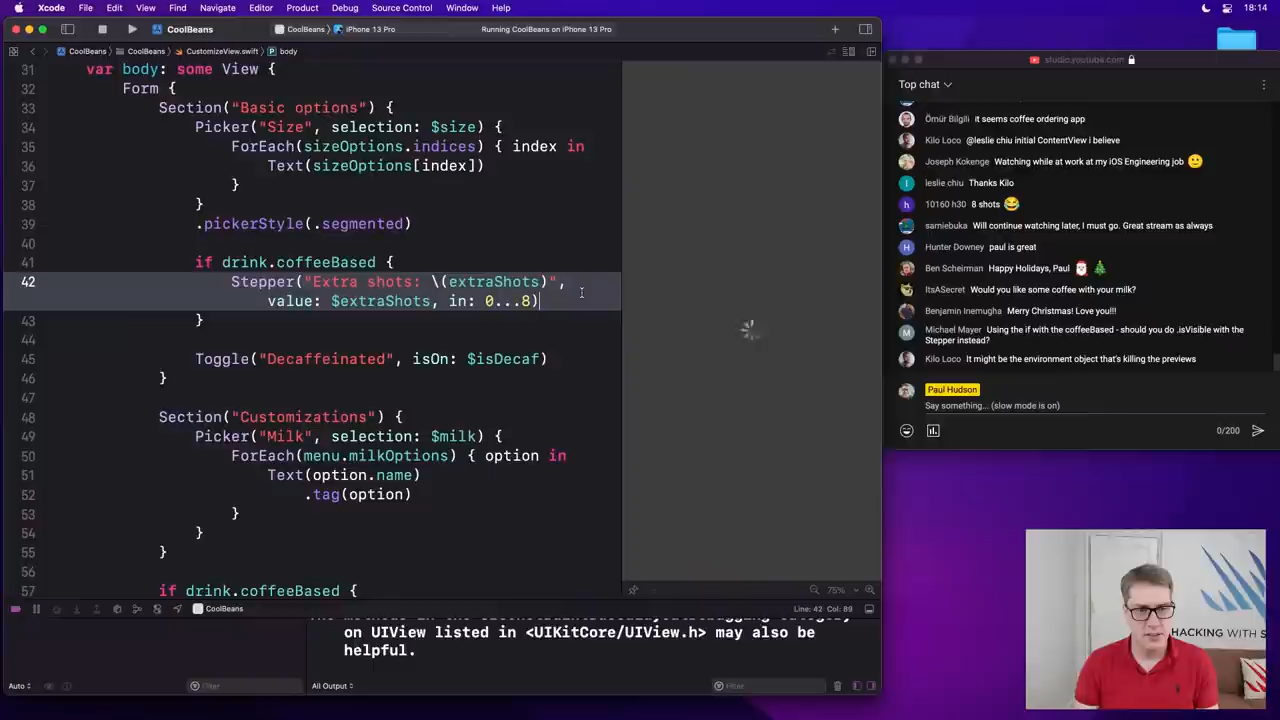 Xcode File Edit View Find Navigate Editor Product Debug Source Control Window Help 18:14
CoolBeans CoolBeans iPhone 13 Pro Running CoolBeans on iPhone 13 Pro
CoolBeans CoolBeans CustomizeView.swift body
31 var body: some View {
32 Form {
33 Section("Basic options") {
34 Picker("Size", selection: $size) {
35 ForEach(sizeOptions.indices) { index in
36 Text(sizeOptions[index])
37 }
38 }
39 .pickerStyle(.segmented)
40
41 if drink.coffeeBased {
42 Stepper("Extra shots: \(extraShots)",
value: $extraShots, in: 0...8)
43 }
44
45 Toggle("Decaffeinated", isOn: $isDecaf)
46 }
47
48 Section("Customizations") {
49 Picker("Milk", selection: $milk) {
50 ForEach(menu.milkOptions) { option in
51 Text(option.name)
52 .tag(option)
53 }
54 }
55 }
56
57 if drink.coffeeBased {
75%
CoolBeans Line: 42 Col: 89
on UIView listed in <UIKitCore/UIView.h> may also be
helpful.
Auto Filter All Output Filter
studio.youtube.com
Top chat
Ömür Bilgili it seems coffee ordering app
Kilo Loco @leslie chiu initial ContentView i believe
Joseph Kokenge Watching while at work at my iOS Engineering job 🙂
leslie chiu Thanks Kilo
10160 h30 8 shots 😂
samiebuka Will continue watching later, I must go. Great stream as always
Hunter Downey paul is great
Ben Scheirman Happy Holidays, Paul 🎅 🎄
ItsASecret Would you like some coffee with your milk?
Benjamin Inemugha Merry Christmas! Love you!!!
Michael Mayer Using the if with the coffeeBased - should you do .isVisible with the
Stepper instead?
Kilo Loco It might be the environment object that's killing the previews
Paul Hudson
Say something... (slow mode is on)
0/200
HACKING WITH S